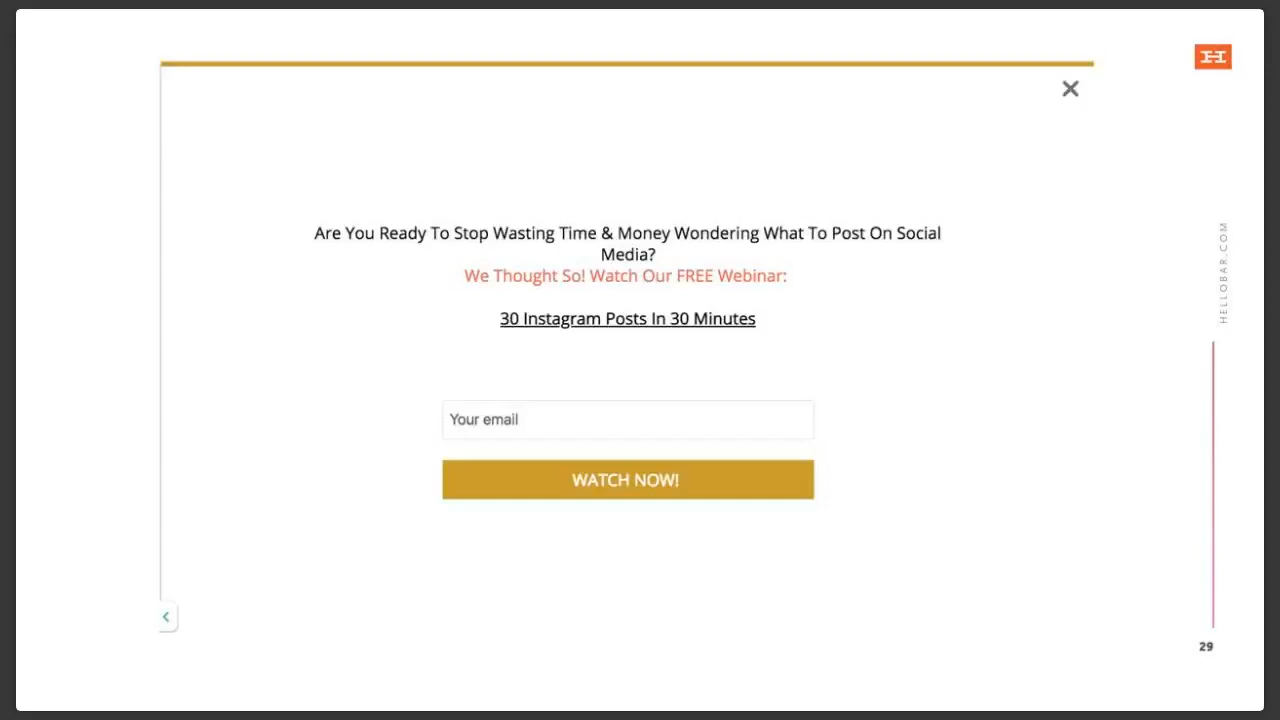 Are You Ready To Stop Wasting Time & Money Wondering What To Post On Social
Media?
We Thought So! Watch Our FREE Webinar:
30 Instagram Posts In 30 Minutes
Your email
WATCH NOW!
HELLOBAR.COM
29